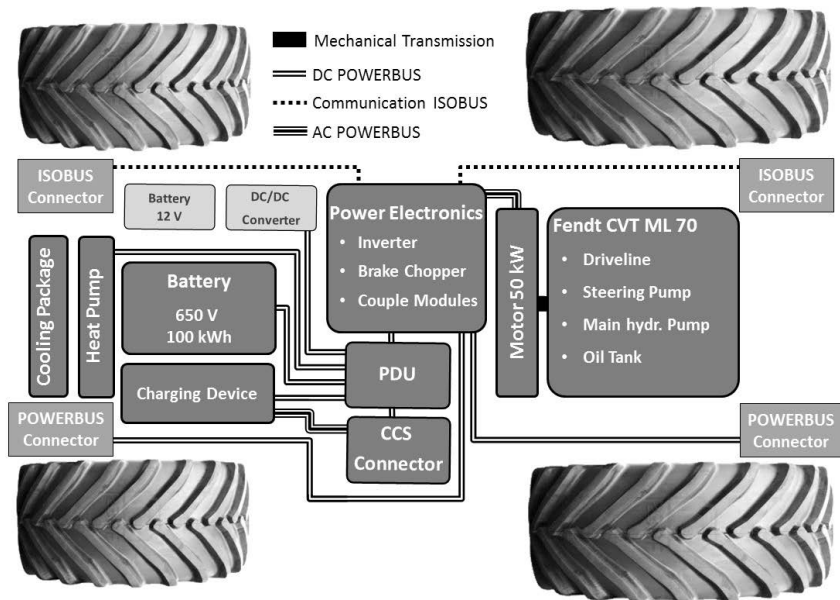 Mechanical Transmission
DC POWERBUS
Communication ISOBUS
AC POWERBUS
ISOBUS
Connector
Battery
12 V
DC/DC
Converter
Power Electronics
• Inverter
• Brake Chopper
• Couple Modules
Motor 50 kW
Fendt CVT ML 70
• Driveline
• Steering Pump
• Main hydr. Pump
• Oil Tank
ISOBUS
Connector
Cooling Package
Heat Pump
Battery
650 V
100 kWh
PDU
Charging Device
CCS
Connector
POWERBUS
Connector
POWERBUS
Connector